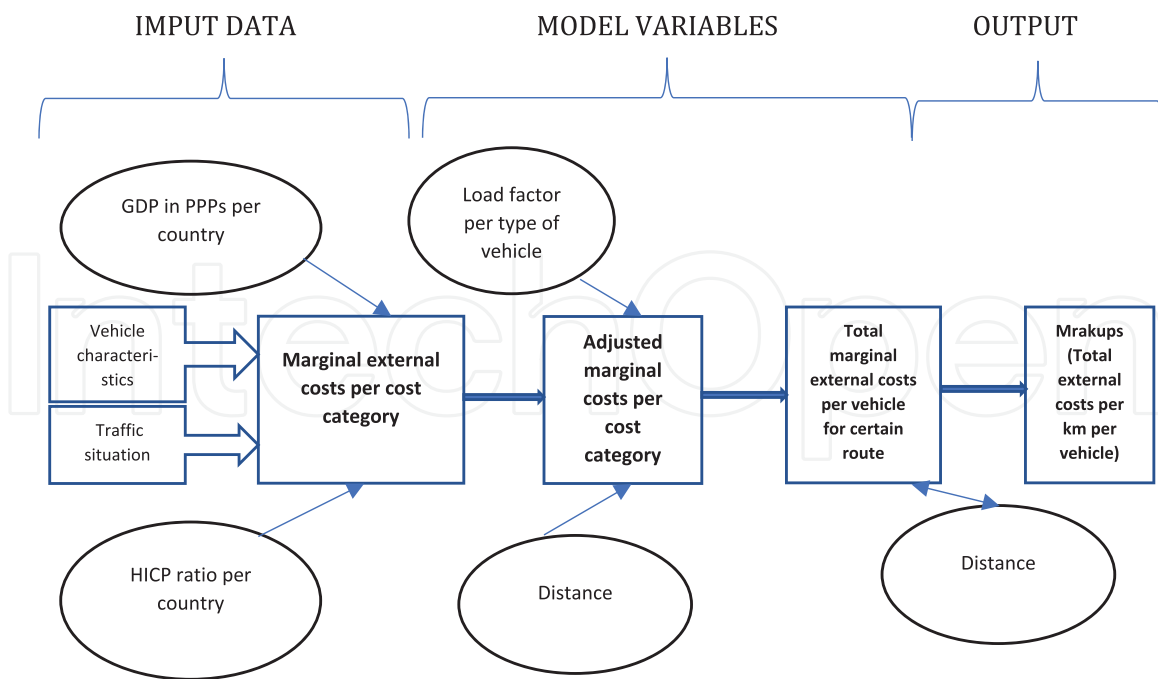 IMPUT DATA
MODEL VARIABLES
OUTPUT
GDP in PPPs per
country
Load factor
per type of
vehicle
Vehicle
characteri-
stics
Traffic
situation
Marginal external
costs per cost
category
Adjusted
marginal
costs per
cost
category
Total
marginal
external costs
per vehicle
for certain
route
Mrakups
(Total
external
costs per
km per
vehicle)
HICP ratio per
country
Distance
Distance
IntechOpen